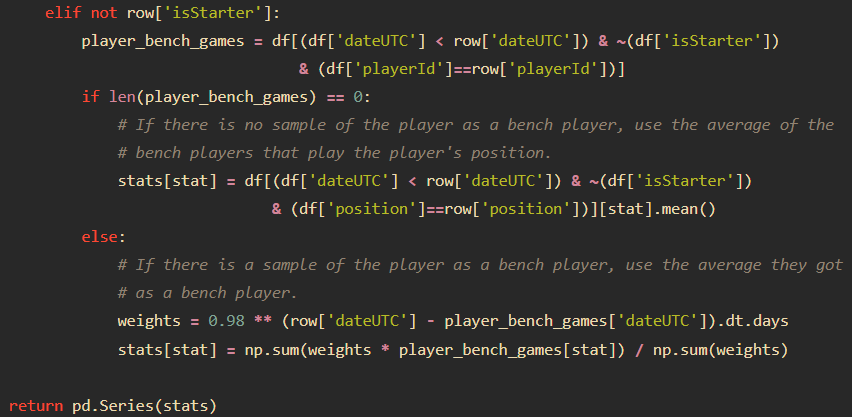 elif not row['isStarter']:
player_bench_games = df[(df['dateUTC'] < row['dateUTC']) & ~(df['isStarter'])
& (df['playerId']==row['playerId'])]
if len(player_bench_games) == 0:
# If there is no sample of the player as a bench player, use the average of the
# bench players that play the player's position.
stats[stat] = df[(df['dateUTC'] < row['dateUTC']) & ~(df['isStarter'])
& (df['position']==row['position'])][stat].mean()
else:
# If there is a sample of the player as a bench player, use the average they got
# as a bench player.
weights = 0.98 ** (row['dateUTC'] - player_bench_games['dateUTC']).dt.days
stats[stat] = np.sum(weights * player_bench_games[stat]) / np.sum(weights)
return pd.Series(stats)